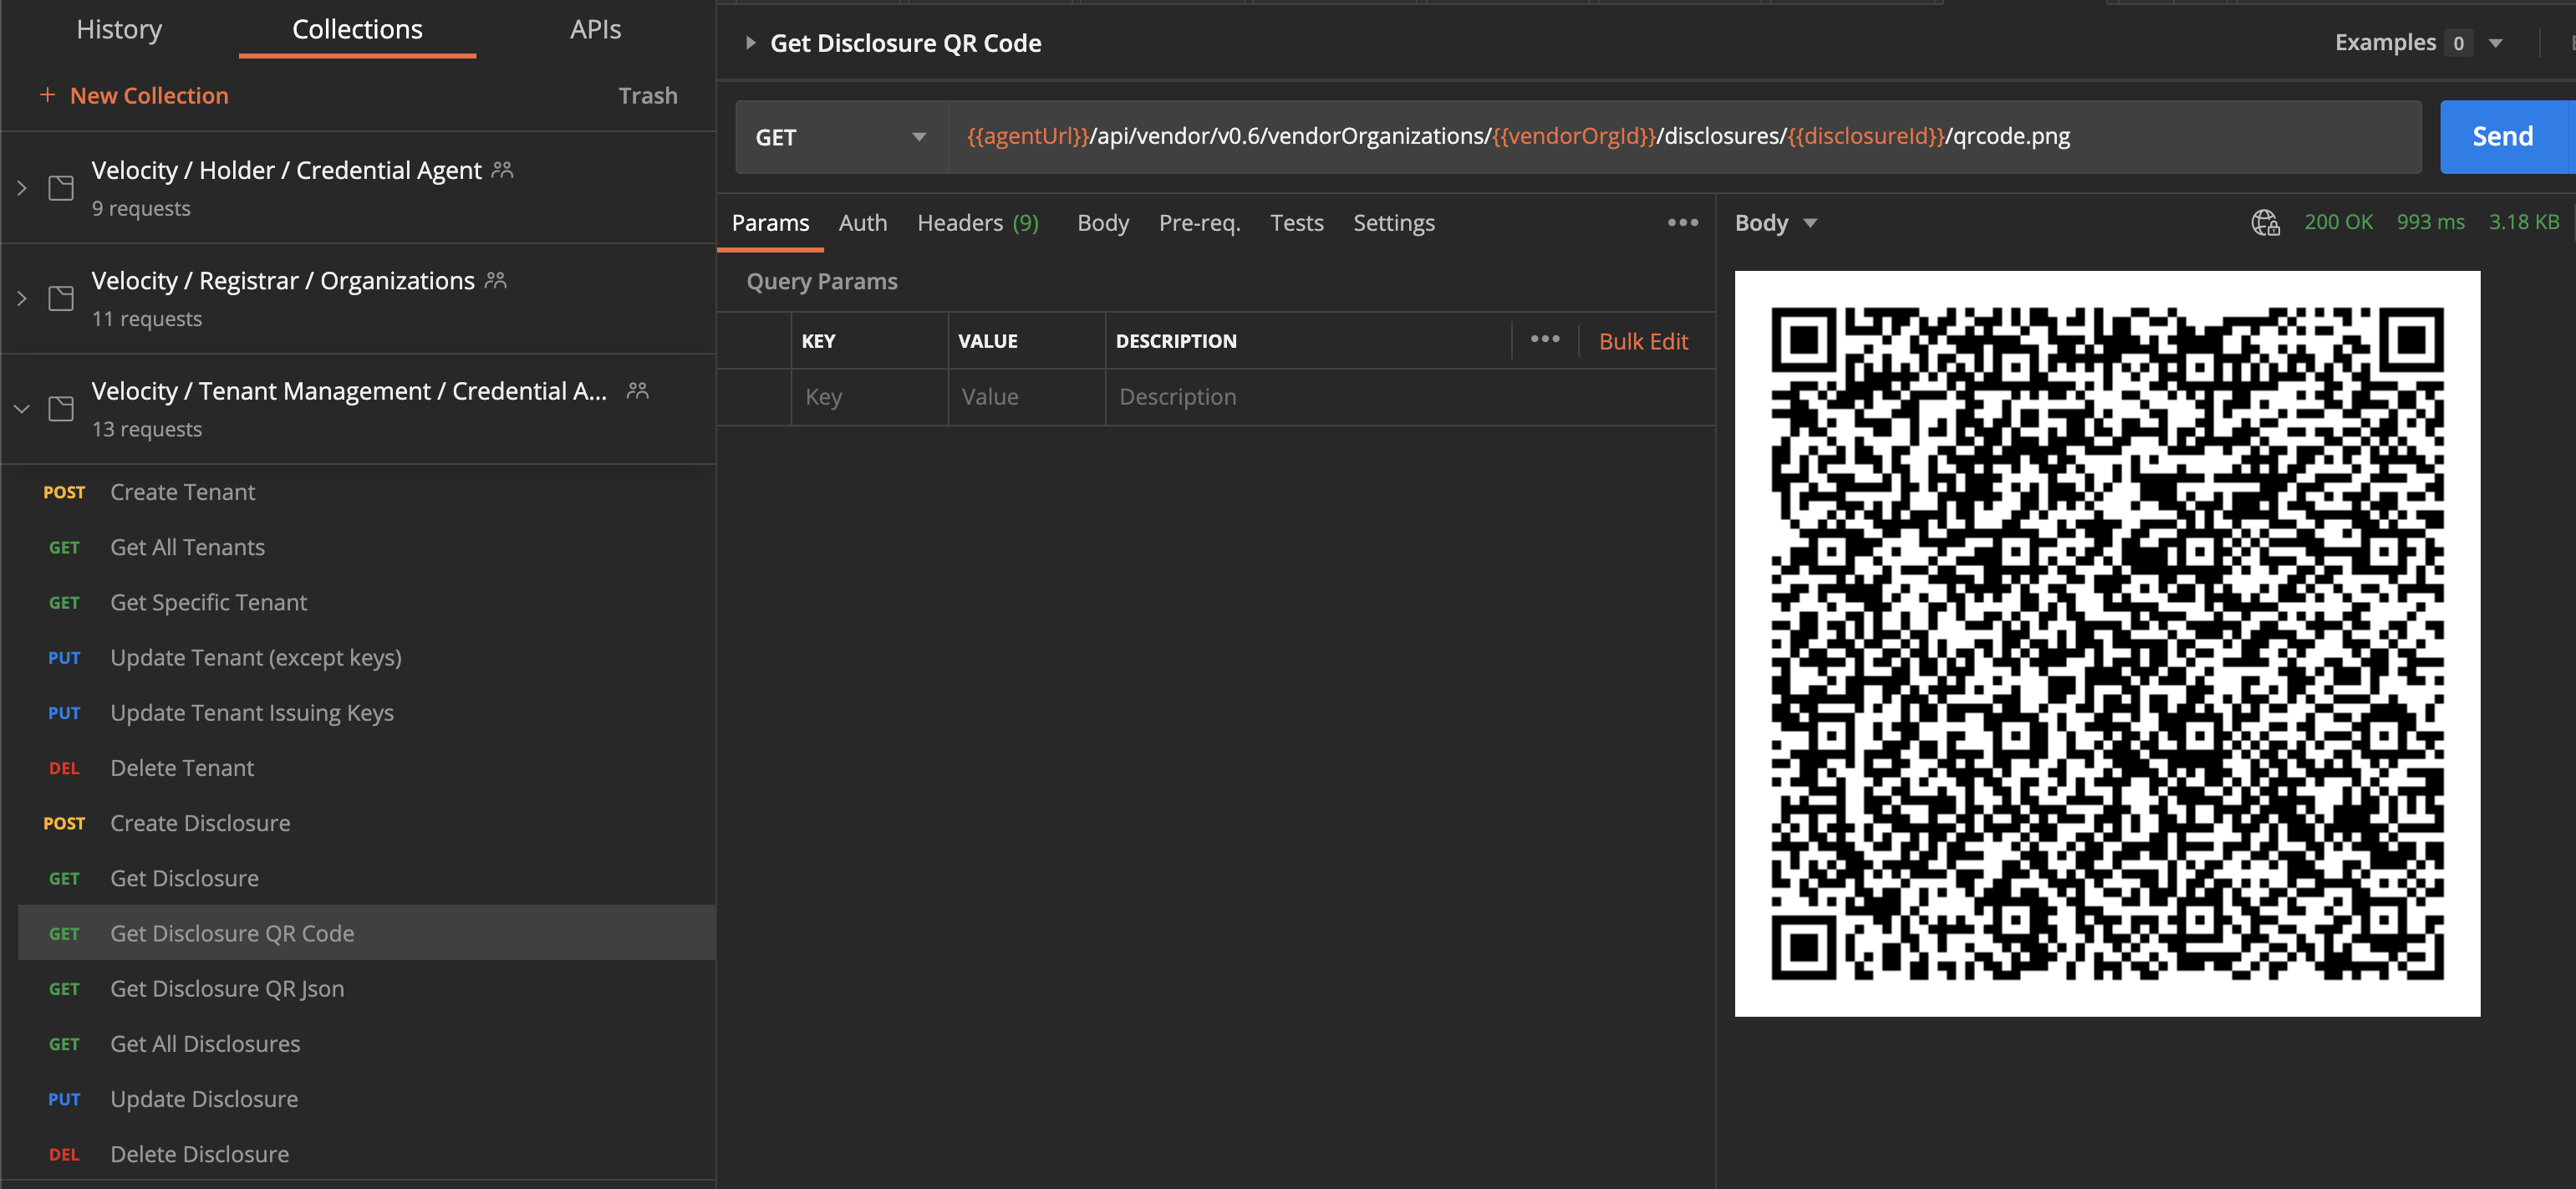 History Collections APIs
+ New Collection Trash
Velocity / Holder / Credential Agent
9 requests
Velocity / Registrar / Organizations
11 requests
Velocity / Tenant Management / Credential A...
13 requests
POST Create Tenant
GET Get All Tenants
GET Get Specific Tenant
PUT Update Tenant (except keys)
PUT Update Tenant Issuing Keys
DEL Delete Tenant
POST Create Disclosure
GET Get Disclosure
GET Get Disclosure QR Code
GET Get Disclosure QR Json
GET Get All Disclosures
PUT Update Disclosure
DEL Delete Disclosure
Get Disclosure QR Code
Examples 0
GET {{agentUrl}}/api/vendor/v0.6/vendorOrganizations/{{vendorOrgId}}/disclosures/{{disclosureId}}/qrcode.png Send
Params Auth Headers (9) Body Pre-req. Tests Settings •••
Query Params
KEY VALUE DESCRIPTION ••• Bulk Edit
Key Value Description
Body 200 OK 993 ms 3.18 KB